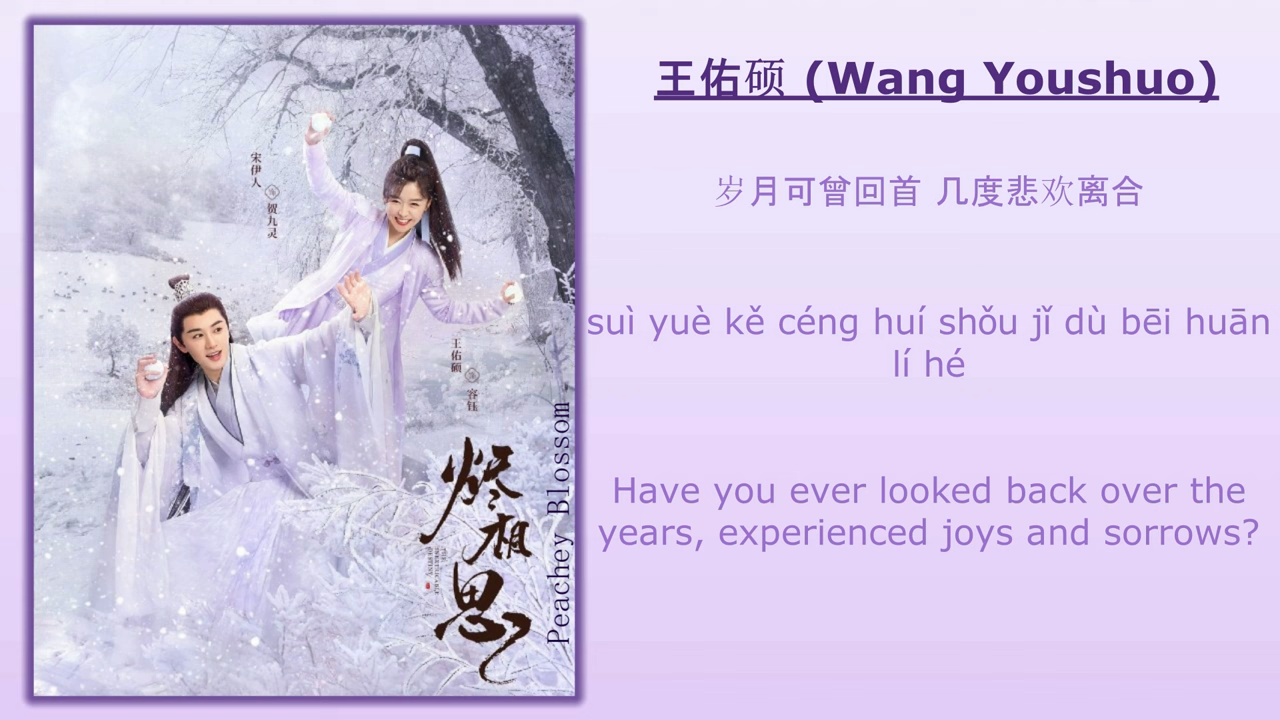 王佑硕 (Wang Youshuo)
岁月可曾回首 几度悲欢离合
suì yuè kě céng huí shǒu jǐ dù bēi huān
lí hé
Have you ever looked back over the
years, experienced joys and sorrows?
宋伊人
饰
贺九灵
王佑硕
饰
容钰
烬相思
Peachey Blossom